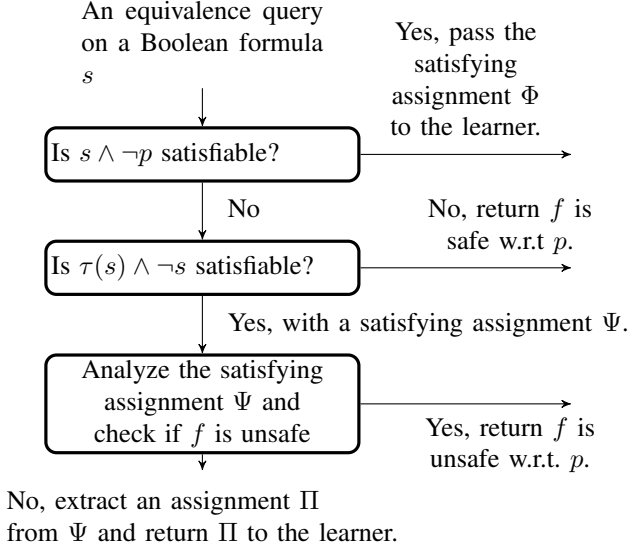 An equivalence query
on a Boolean formula
s
Yes, pass the
satisfying
assignment Φ
to the learner.
Is s ∧ ¬p satisfiable?
No
No, return f is
safe w.r.t p.
Is τ(s) ∧ ¬s satisfiable?
Yes, with a satisfying assignment Ψ.
Analyze the satisfying
assignment Ψ and
check if f is unsafe
Yes, return f is
unsafe w.r.t. p.
No, extract an assignment Π
from Ψ and return Π to the learner.